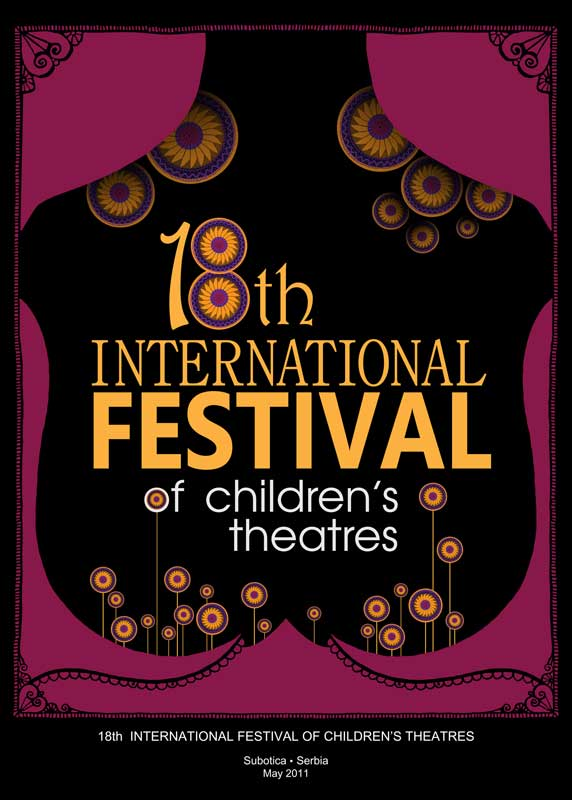 18th
INTERNATIONAL
FESTIVAL
of children's
theatres
18th INTERNATIONAL FESTIVAL OF CHILDREN'S THEATRES
Subotica • Serbia
May 2011